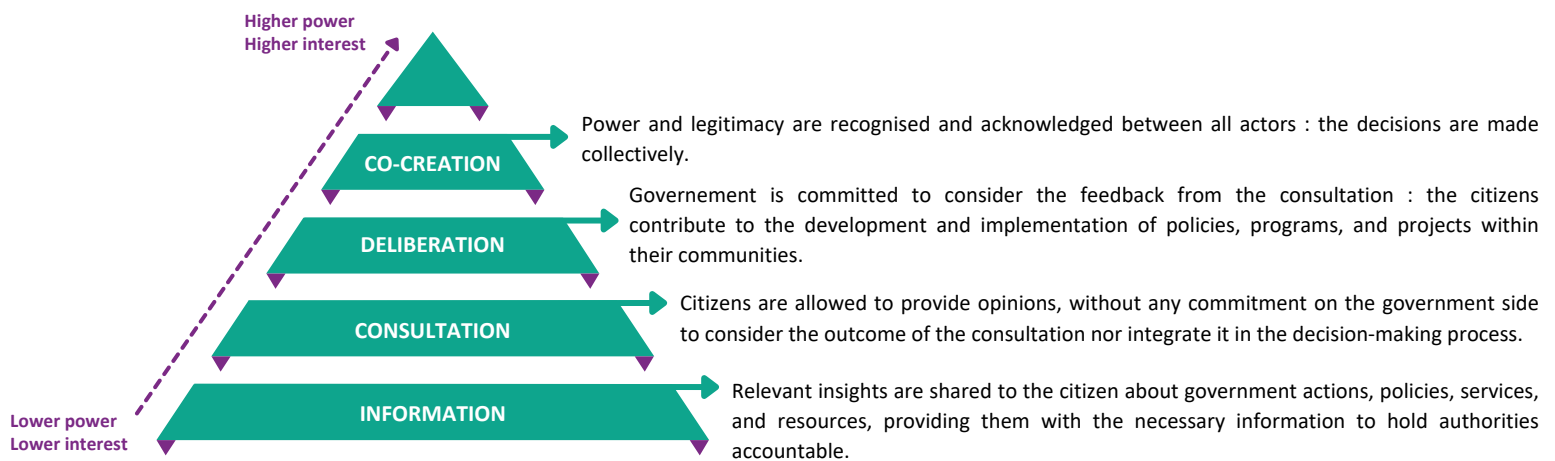 Higher power
Higher interest
Power and legitimacy are recognised and acknowledged between all actors : the decisions are made
collectively.
CO-CREATION
Governement is committed to consider the feedback from the consultation : the citizens
contribute to the development and implementation of policies, programs, and projects within
their communities.
DELIBERATION
Citizens are allowed to provide opinions, without any commitment on the government side
to consider the outcome of the consultation nor integrate it in the decision-making process.
CONSULTATION
Relevant insights are shared to the citizen about government actions, policies, services,
and resources, providing them with the necessary information to hold authorities
accountable.
INFORMATION
Lower power
Lower interest